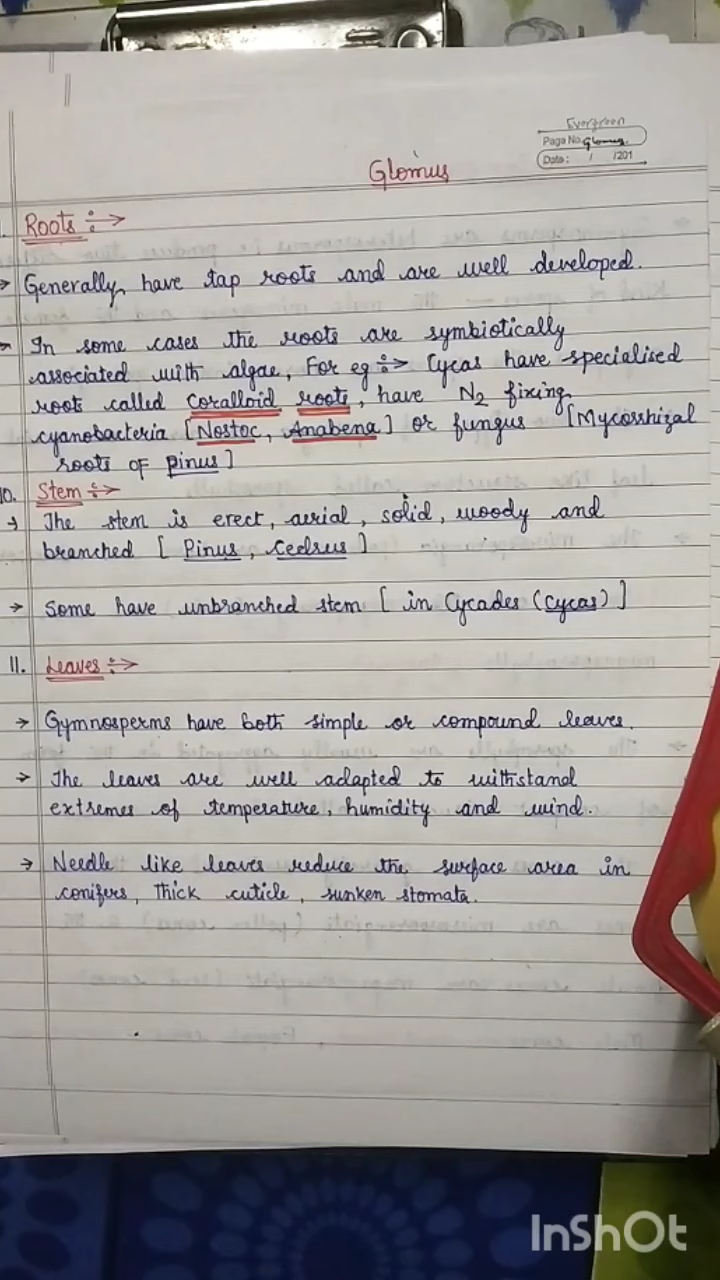 Evergreen
Page No. Glomus
Date: / /201
Glomus
. Roots ÷>
→ Generally, have tap roots and are well developed.
→ In some cases the roots are symbiotically
associated with algae, For eg ÷> Cycas have specialised
roots called Coralloid roots, have N2 fixing
cyanobacteria [Nostoc, Anabena] or fungus [Mycorrhizal
roots of pinus]
10. Stem ÷>
→ The stem is erect, aerial, solid, woody and
branched [Pinus, Cedrus]
→ Some have unbranched stem [in Cycades (Cycas)]
11. Leaves ÷>
→ Gymnosperms have both simple or compound leaves.
→ The leaves are well adapted to withstand
extremes of temperature, humidity and wind.
→ Needle like leaves reduce the surface area in
conifers, Thick cuticle, sunken stomata.
InShOt